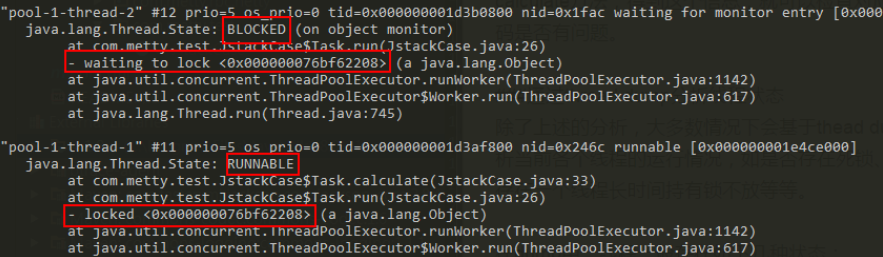 "pool-1-thread-2" #12 prio=5 os_prio=0 tid=0x000000001d3b0800 nid=0x1fac waiting for monitor entry [0x000
java.lang.Thread.State: BLOCKED (on object monitor)
at com.metty.test.JstackCase$Task.run(JstackCase.java:26)
- waiting to lock <0x000000076bf62208> (a java.lang.Object)
at java.util.concurrent.ThreadPoolExecutor.runWorker(ThreadPoolExecutor.java:1142)
at java.util.concurrent.ThreadPoolExecutor$Worker.run(ThreadPoolExecutor.java:617)
at java.lang.Thread.run(Thread.java:745)
"pool-1-thread-1" #11 prio=5 os_prio=0 tid=0x000000001d3af800 nid=0x246c runnable [0x000000001e4ce000]
java.lang.Thread.State: RUNNABLE
at com.metty.test.JstackCase$Task.calculate(JstackCase.java:33)
at com.metty.test.JstackCase$Task.run(JstackCase.java:26)
- locked <0x000000076bf62208> (a java.lang.Object)
at java.util.concurrent.ThreadPoolExecutor.runWorker(ThreadPoolExecutor.java:1142)
at java.util.concurrent.ThreadPoolExecutor$Worker.run(ThreadPoolExecutor.java:617)